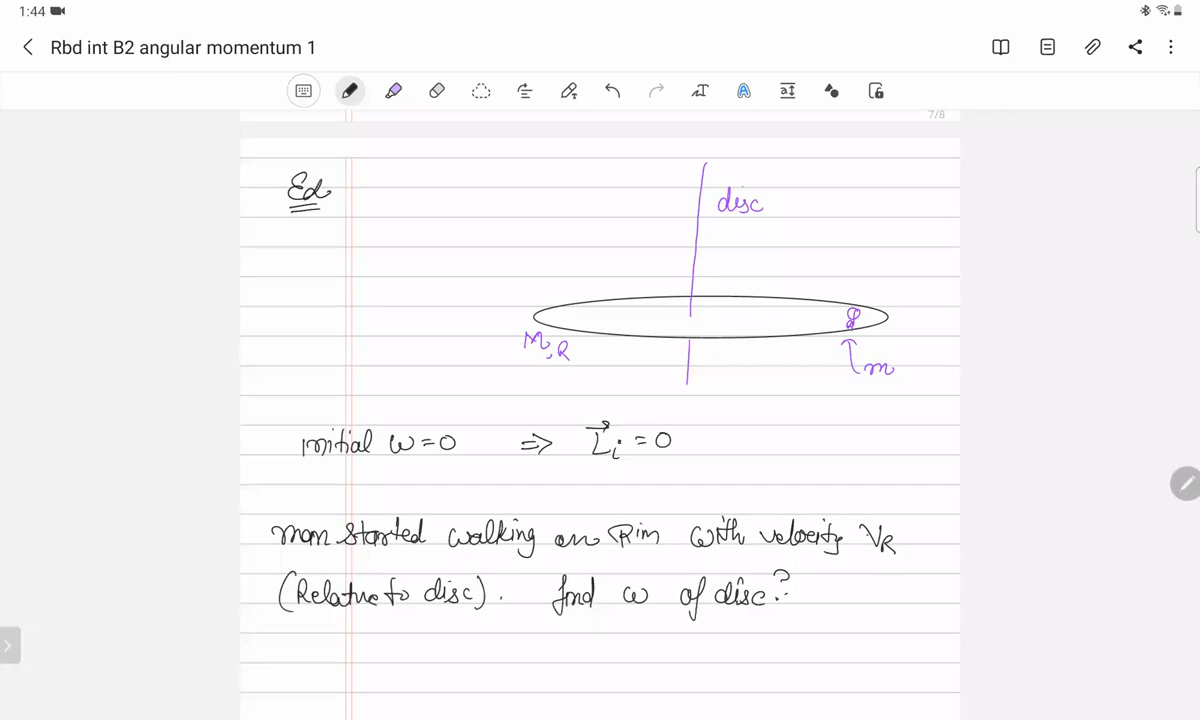 1:44
Rbd int B2 angular momentum 1
7/8
Ex
disc
M, R
m
initial ω = 0 ⇒ L⃗i = 0
man started walking on Rim with velocity VR
(Relative to disc). find ω of disc?